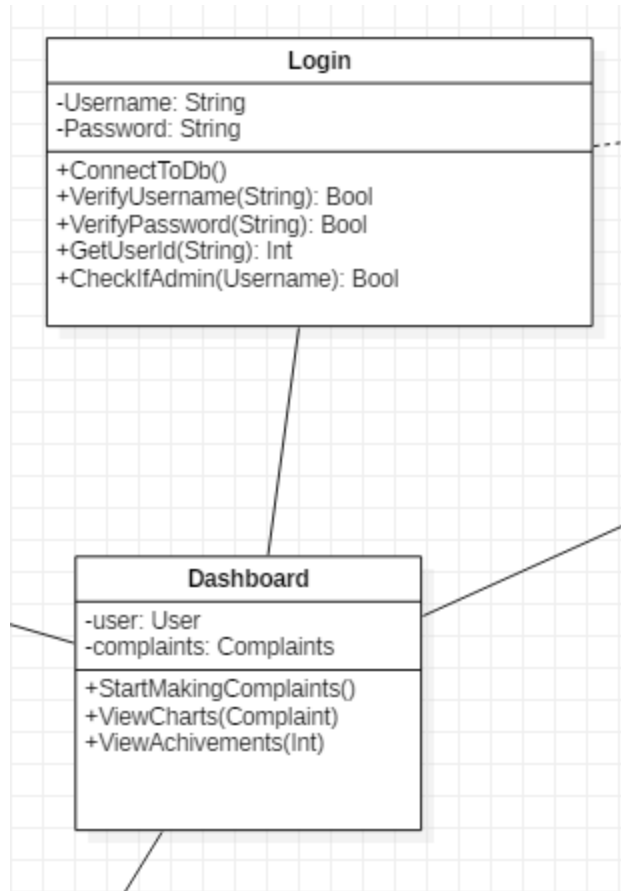 Login
-Username: String
-Password: String
+ConnectToDb()
+VerifyUsername(String): Bool
+VerifyPassword(String): Bool
+GetUserId(String): Int
+CheckIfAdmin(Username): Bool
Dashboard
-user: User
-complaints: Complaints
+StartMakingComplaints()
+ViewCharts(Complaint)
+ViewAchivements(Int)